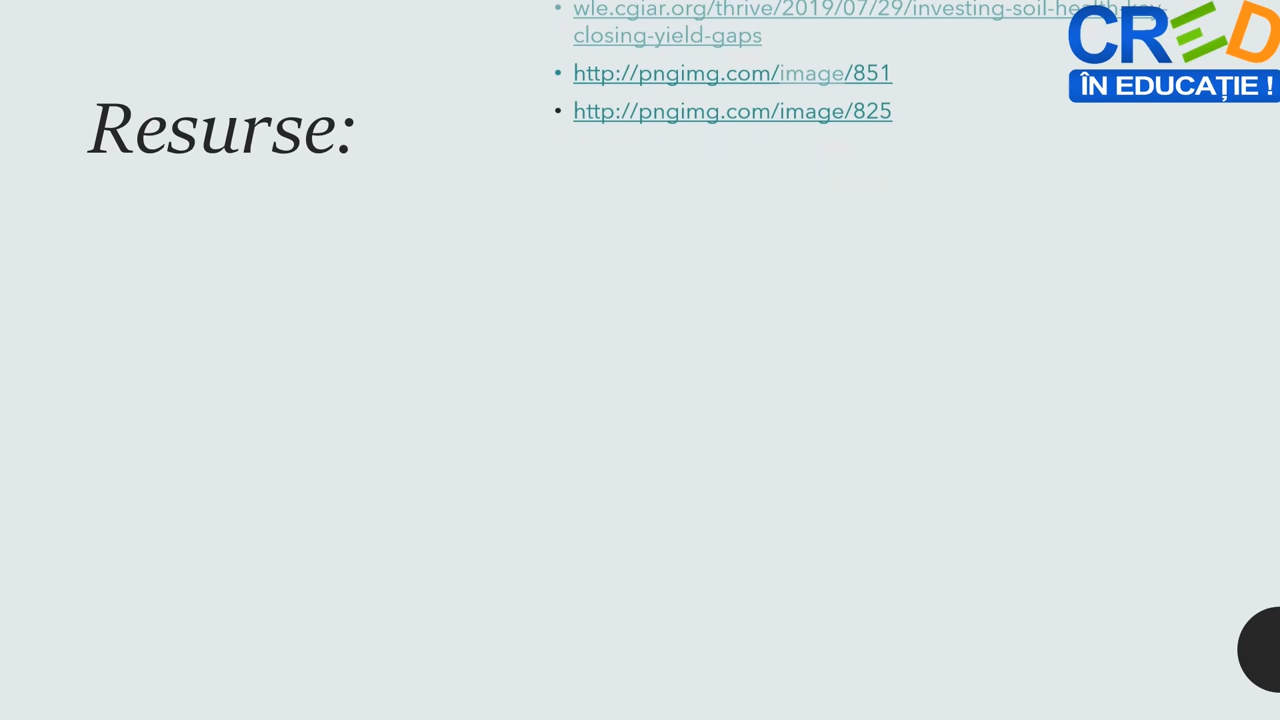 wle.cgiar.org/thrive/2019/07/29/investing-soil-health-key-
closing-yield-gaps
http://pngimg.com/image/851
http://pngimg.com/image/825
Resurse:
CRED
ÎN EDUCAȚIE !